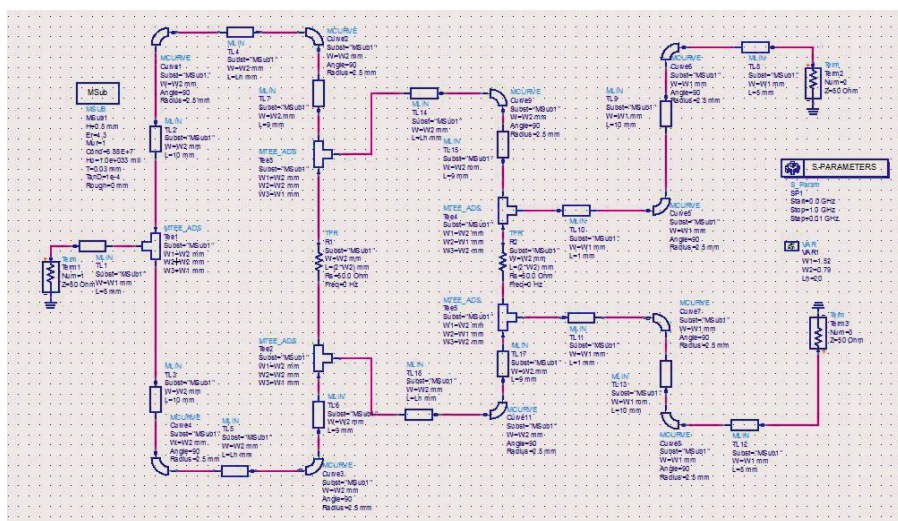 MSub
MSUB
MSub1
H=0.8 mm
Er=4.3
Mur=1
Cond=5.88E+7
Hu=1.0e+033 mil
T=0.03 mm
TanD=1e-4
Rough=0 mm
MCURVE
Curve1
Subst="MSub1"
W=W2 mm
Angle=90
Radius=2.5 mm
MLIN
TL4
Subst="MSub1"
W=W2 mm
L=Lh mm
MCURVE
Curve2
Subst="MSub1"
W=W2 mm
Angle=90
Radius=2.5 mm
MLIN
TL2
Subst="MSub1"
W=W2 mm
L=10 mm
MLIN
TL7
Subst="MSub1"
W=W2 mm
L=9 mm
MTEE_ADS
Tee3
Subst="MSub1"
W1=W2 mm
W2=W2 mm
W3=W1 mm
MLIN
TL14
Subst="MSub1"
W=W2 mm
L=Lh mm
MCURVE
Curve9
Subst="MSub1"
W=W2 mm
Angle=90
Radius=2.5 mm
MLIN
TL15
Subst="MSub1"
W=W2 mm
L=9 mm
MLIN
TL9
Subst="MSub1"
W=W1 mm
L=10 mm
MCURVE
Curve6
Subst="MSub1"
W=W1 mm
Angle=90
Radius=2.5 mm
MLIN
Subst="MSub1"
W=W1 mm
L=5 mm
Term
Term2
Num=2
Z=50 Ohm
S-PARAMETERS
S_Param
SP1
VAR
VAR1
W1=1.52
W2=0.79
Term
Term1
Num=1
Z=50 Ohm
MLIN
TL1
Subst="MSub1"
W=W1 mm
L=5 mm
MTEE_ADS
Tee1
Subst="MSub1"
W1=W2 mm
W2=W2 mm
W3=W1 mm
TFR
R1
Subst="MSub1"
W=W2 mm
L=(2*W2) mm
Rs=50.0 Ohm
Freq=0 Hz
MTEE_ADS
Tee4
Subst="MSub1"
W1=W2 mm
W2=W1 mm
W3=W2 mm
TFR
R2
Subst="MSub1"
W=W2 mm
L=(2*W2) mm
Rs=50.0 Ohm
Freq=0 Hz
MLIN
TL10
Subst="MSub1"
W=W1 mm
L=1 mm
MCURVE
Curve5
Subst="MSub1"
W=W1 mm
Angle=90
Radius=2.5 mm
MTEE_ADS
Tee5
Subst="MSub1"
W1=W2 mm
W2=W1 mm
W3=W2 mm
MLIN
TL11
Subst="MSub1"
W=W1 mm
L=1 mm
MCURVE
Curve7
Subst="MSub1"
W=W1 mm
Angle=90
Radius=2.5 mm
Term
Term3
Num=3
Z=50 Ohm
MTEE_ADS
Tee2
Subst="MSub1"
W1=W2 mm
W2=W2 mm
W3=W1 mm
MLIN
TL3
Subst="MSub1"
W=W2 mm
L=10 mm
MLIN
TL6
Subst="MSub1"
W=W2 mm
L=9 mm
MLIN
Subst="MSub1"
W=W2 mm
L=Lh mm
MLIN
TL17
Subst="MSub1"
W=W2 mm
L=9 mm
MLIN
TL13
Subst="MSub1"
W=W1 mm
L=10 mm
MCURVE
Curve4
Subst="MSub1"
W=W2 mm
Angle=90
Radius=2.5 mm
MLIN
TL5
Subst="MSub1"
W=W2 mm
L=Lh mm
MCURVE
Curve3
Subst="MSub1"
W=W2 mm
Angle=90
Radius=2.5 mm
MCURVE
Curve11
Subst="MSub1"
W=W2 mm
Angle=90
Radius=2.5 mm
MCURVE
Subst="MSub1"
W=W1 mm
Angle=90
Radius=2.5 mm
MLIN
TL12
Subst="MSub1"
W=W1 mm
L=5 mm